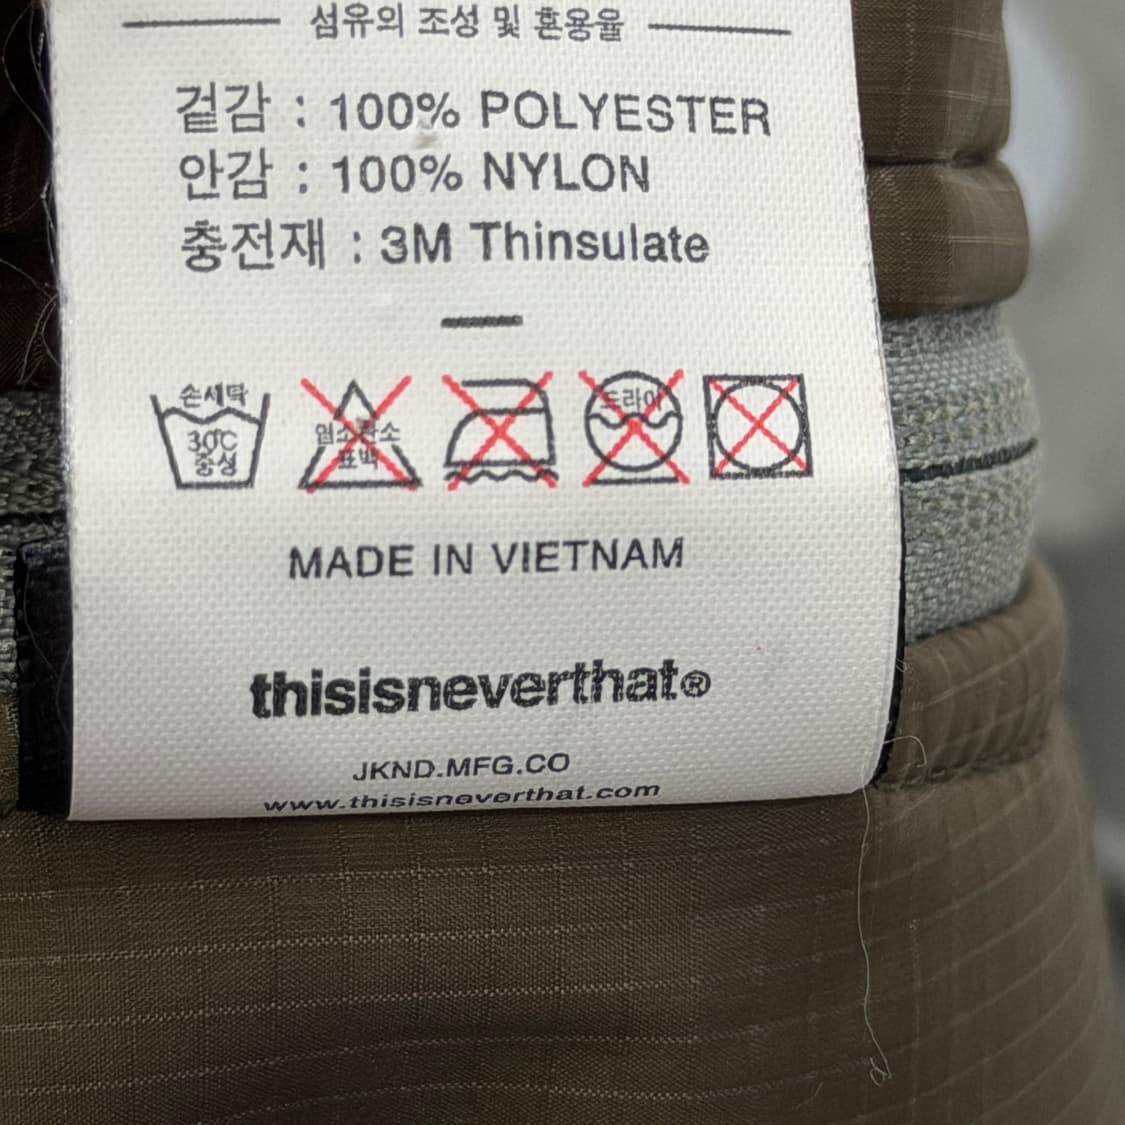 섬유의 조성 및 혼용율
겉감 : 100% POLYESTER
안감 : 100% NYLON
충전재 : 3M Thinsulate
손세탁
30℃
중성
염소산소
표백
드라이
MADE IN VIETNAM
thisisneverthat®
JKND.MFG.CO
www.thisisneverthat.com